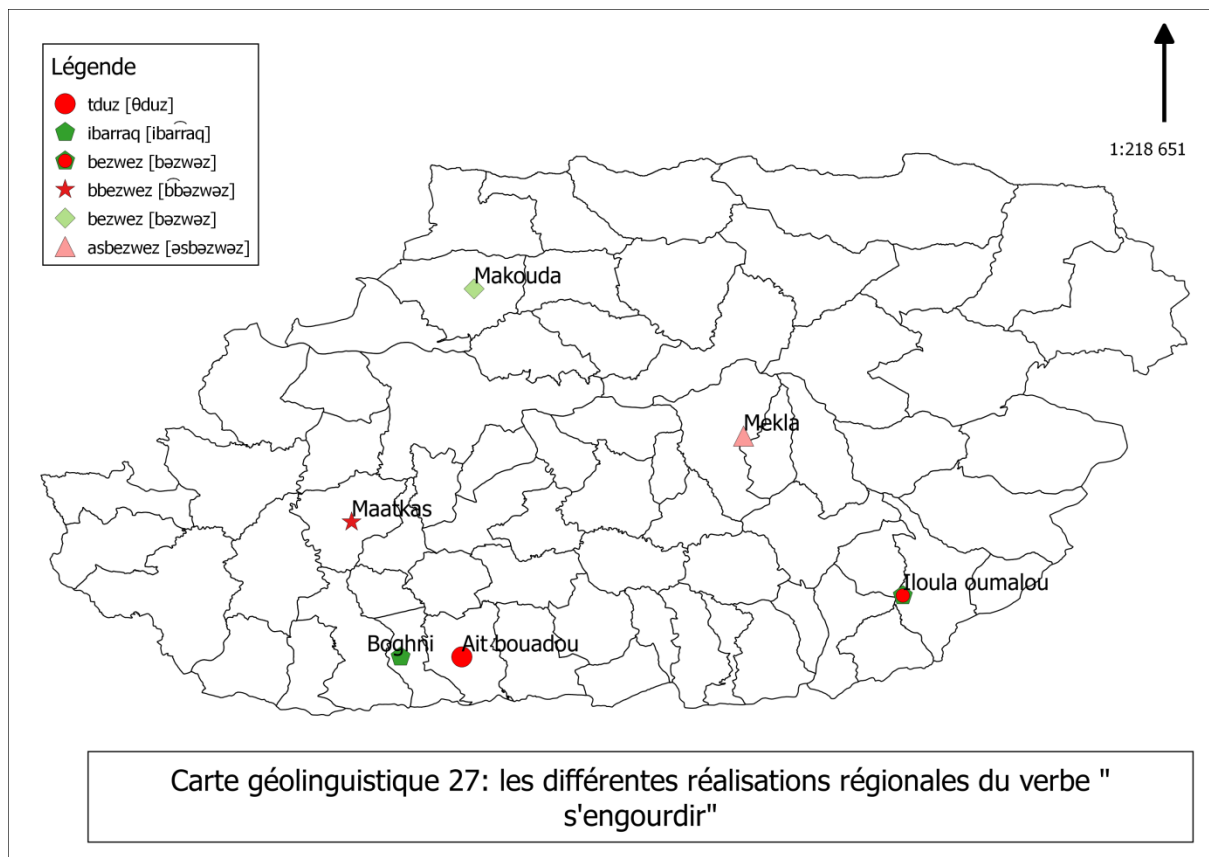 Légende
tduz [θduz]
ibarraq [ibar͡raq]
bezwez [bəzwəz]
bbezwez [b͡bəzwəz]
bezwez [bəzwəz]
asbezwez [əsbəzwəz]
1:218 651
Makouda
Mekla
Maatkas
Iloula oumalou
Boghni
Ait bouadou
Carte géolinguistique 27: les différentes réalisations régionales du verbe "
s'engourdir"